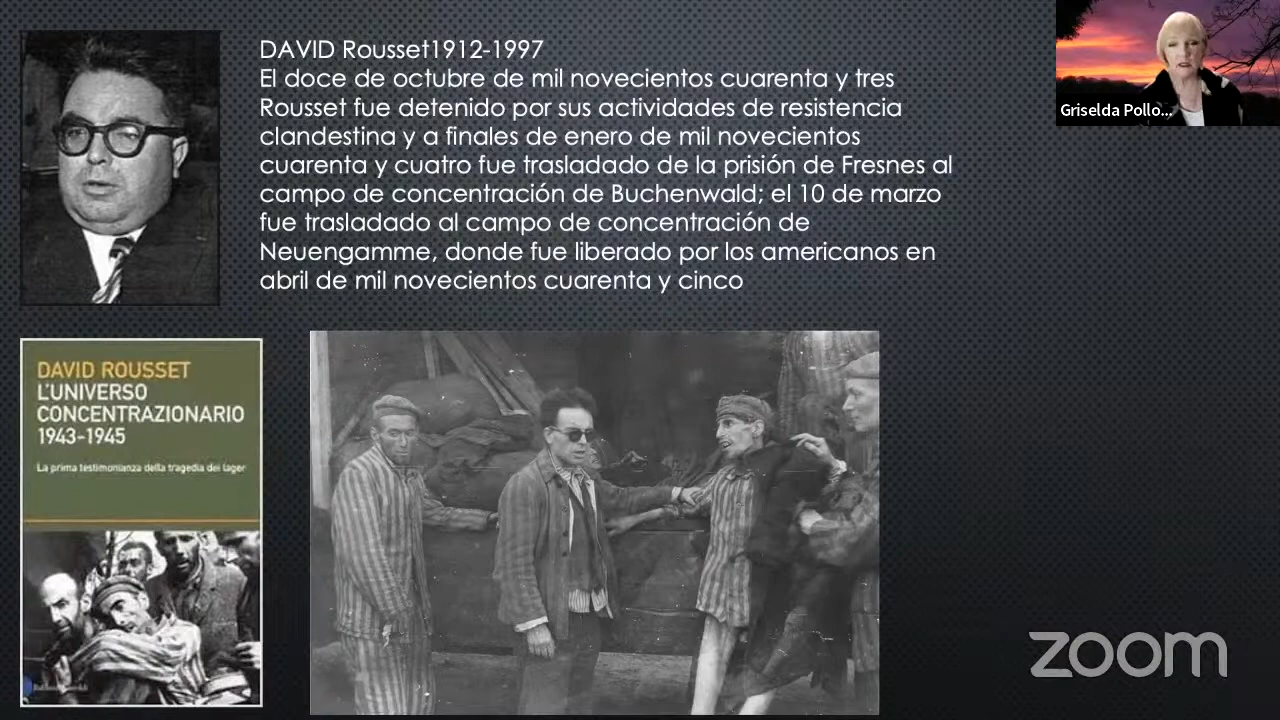 DAVID Rousset1912-1997
El doce de octubre de mil novecientos cuarenta y tres
Rousset fue detenido por sus actividades de resistencia
clandestina y a finales de enero de mil novecientos
cuarenta y cuatro fue trasladado de la prisión de Fresnes al
campo de concentración de Buchenwald; el 10 de marzo
fue trasladado al campo de concentración de
Neuengamme, donde fue liberado por los americanos en
abril de mil novecientos cuarenta y cinco
Griselda Pollo...
DAVID ROUSSET
L'UNIVERSO
CONCENTRAZIONARIO
1943-1945
La prima testimonianza della tragedia dei lager
zoom